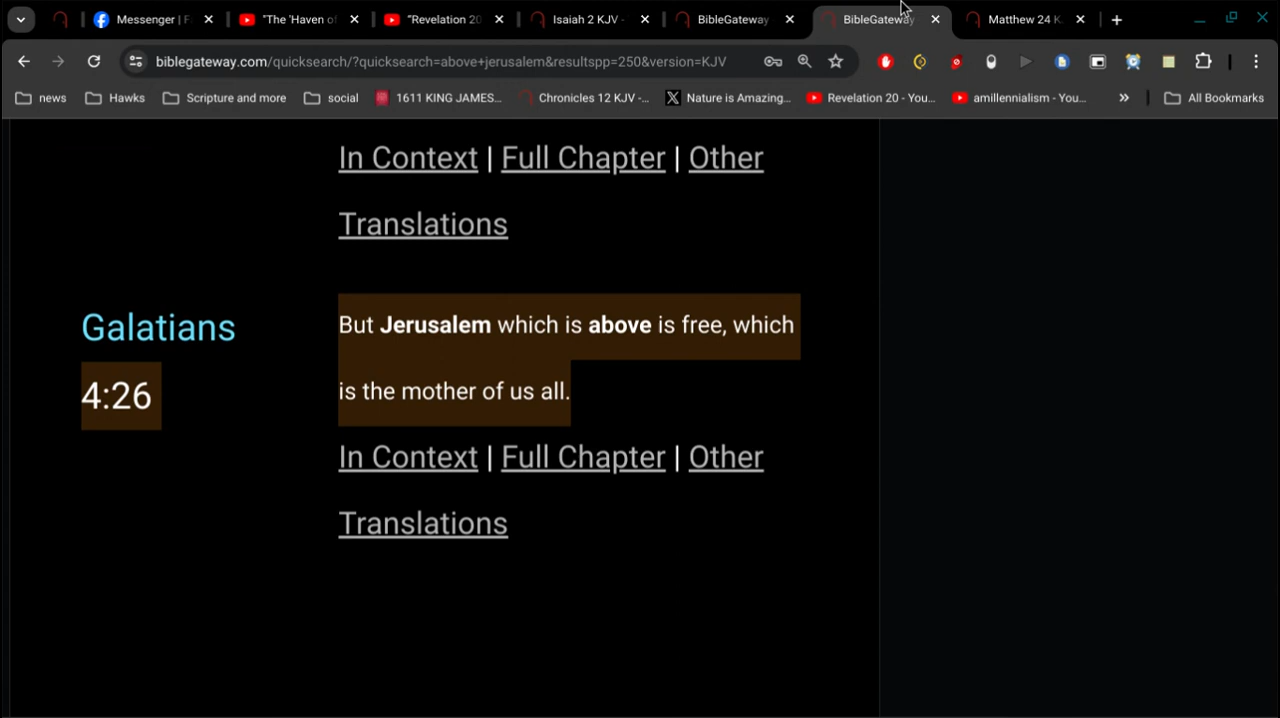 Messenger | F
"The 'Haven of
"Revelation 20
Isaiah 2 KJV -
BibleGateway
BibleGateway
Matthew 24 K
biblegateway.com/quicksearch/?quicksearch=above+jerusalem&resultspp=250&version=KJV
news
Hawks
Scripture and more
social
1611 KING JAMES...
Chronicles 12 KJV -...
Nature is Amazing...
Revelation 20 - You...
amillennialism - You...
»
All Bookmarks
In Context | Full Chapter | Other
Translations
Galatians
4:26
But Jerusalem which is above is free, which
is the mother of us all.
In Context | Full Chapter | Other
Translations